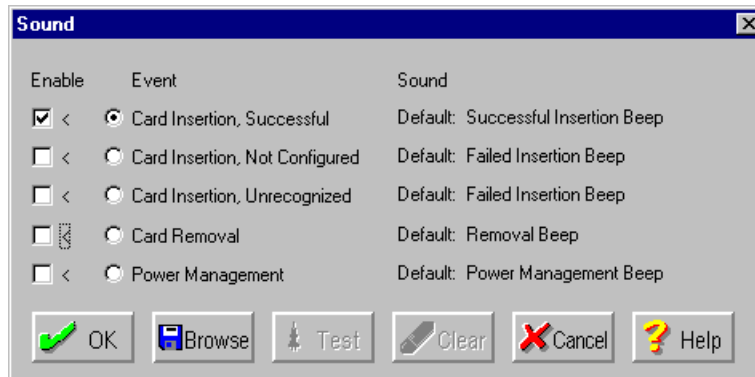 Sound
Enable Event Sound
< Card Insertion, Successful Default: Successful Insertion Beep
< Card Insertion, Not Configured Default: Failed Insertion Beep
< Card Insertion, Unrecognized Default: Failed Insertion Beep
< Card Removal Default: Removal Beep
< Power Management Default: Power Management Beep
OK Browse Test Clear Cancel Help